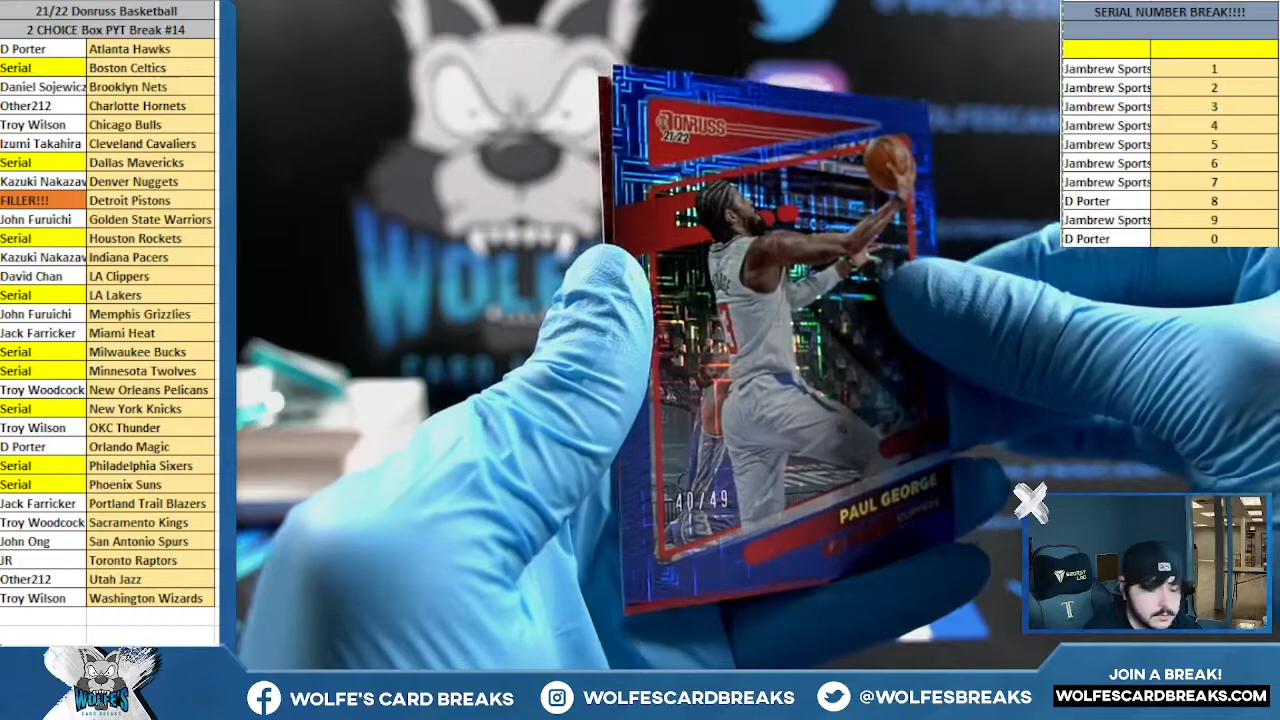 21/22 Donruss Basketball
2 CHOICE Box PYT Break #14
D Porter Atlanta Hawks
Serial Boston Celtics
Daniel Sojewicz Brooklyn Nets
Other212 Charlotte Hornets
Troy Wilson Chicago Bulls
Izumi Takahira Cleveland Cavaliers
Serial Dallas Mavericks
Kazuki Nakazav Denver Nuggets
FILLER!!! Detroit Pistons
John Furuichi Golden State Warriors
Serial Houston Rockets
Kazuki Nakazav Indiana Pacers
David Chan LA Clippers
Serial LA Lakers
John Furuichi Memphis Grizzlies
Jack Farricker Miami Heat
Serial Milwaukee Bucks
Serial Minnesota Twolves
Troy Woodcock New Orleans Pelicans
Serial New York Knicks
Troy Wilson OKC Thunder
D Porter Orlando Magic
Serial Philadelphia Sixers
Serial Phoenix Suns
Jack Farricker Portland Trail Blazers
Troy Woodcock Sacramento Kings
John Ong San Antonio Spurs
JR Toronto Raptors
Other212 Utah Jazz
Troy Wilson Washington Wizards
SERIAL NUMBER BREAK!!!!
Jambrew Sports 1
Jambrew Sports 2
Jambrew Sports 3
Jambrew Sports 4
Jambrew Sports 5
Jambrew Sports 6
Jambrew Sports 7
D Porter 8
Jambrew Sports 9
D Porter 0
DONRUSS
21/22
40/49
PAUL GEORGE
CLIPPERS
SECRETLAB
WOLFE'S
CARD BREAKS
WOLFE'S CARD BREAKS
WOLFESCARDBREAKS
@WOLFESBREAKS
JOIN A BREAK!
WOLFESCARDBREAKS.COM